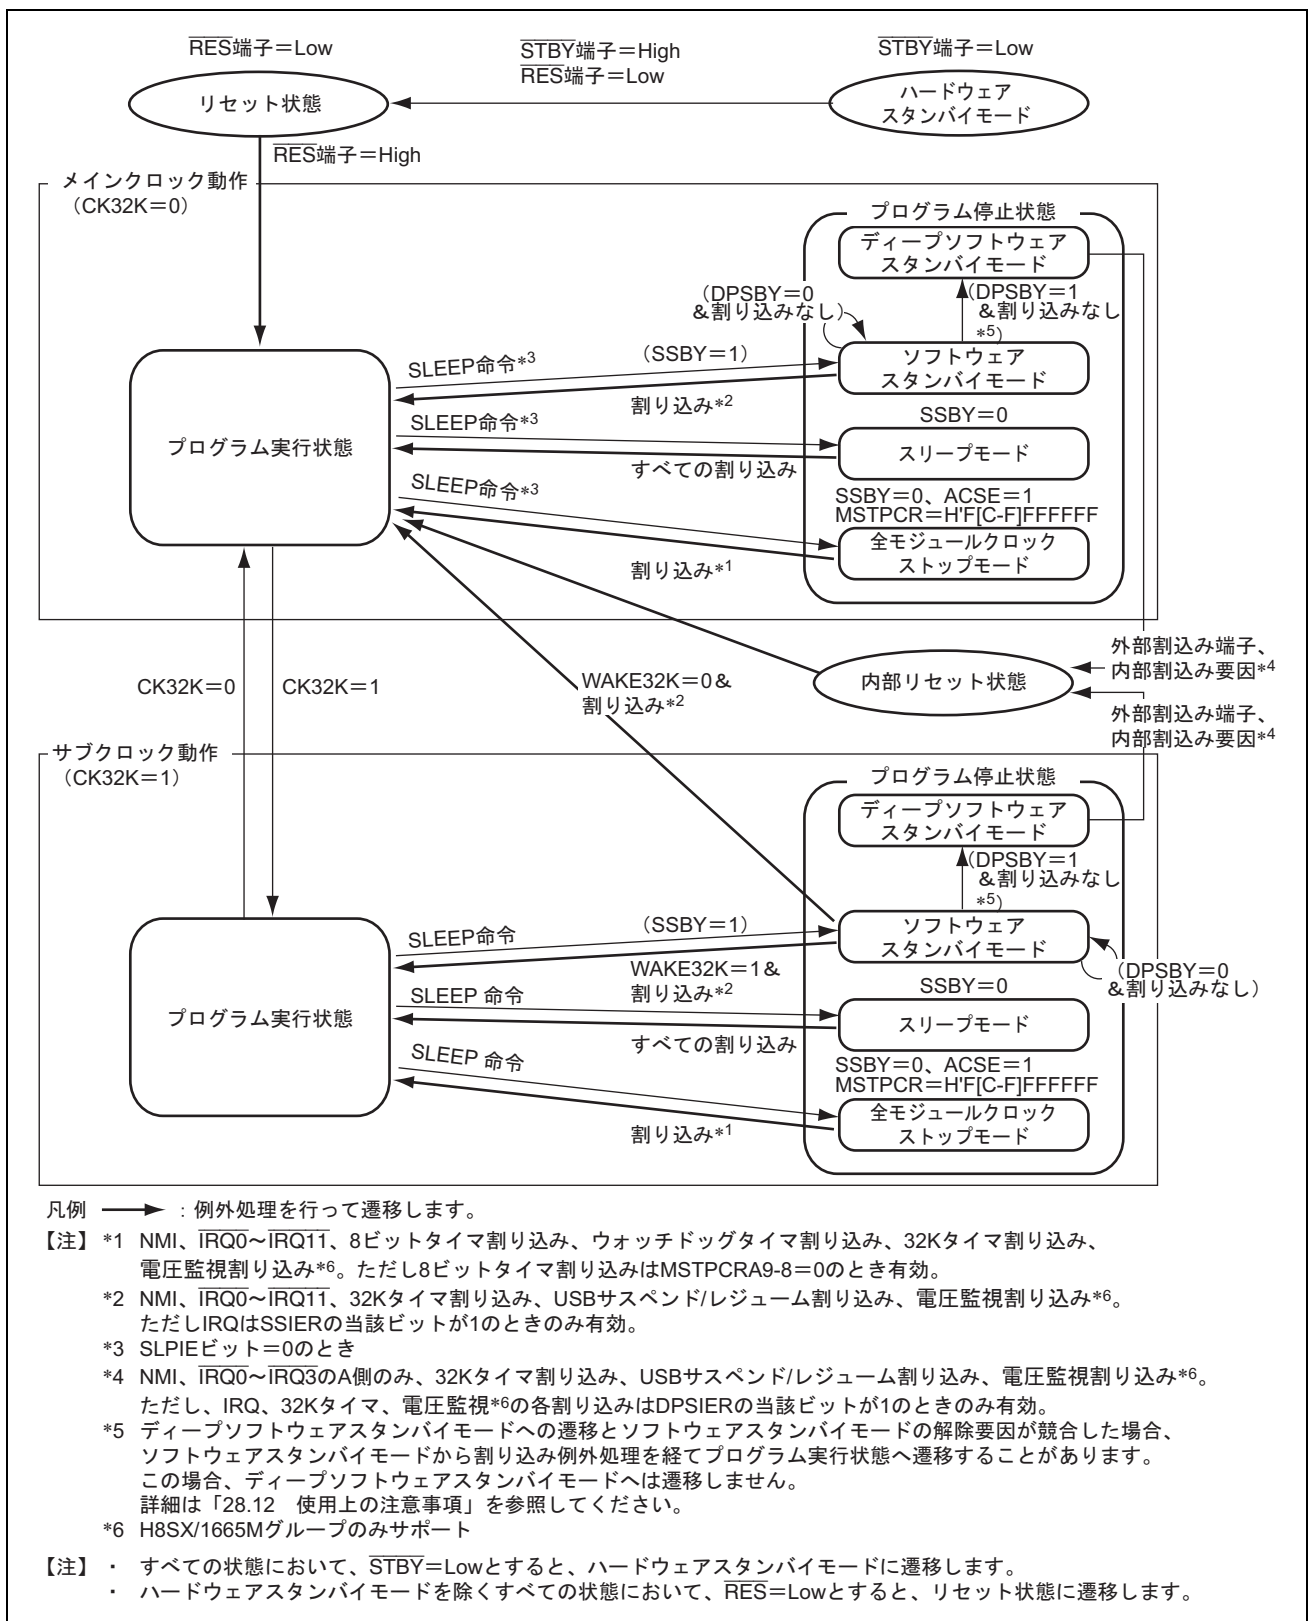 RES端子＝Low
STBY端子＝High
RES端子＝Low
STBY端子＝Low
リセット状態
ハードウェア
スタンバイモード
RES端子＝High
メインクロック動作
（CK32K＝0）
プログラム停止状態
ディープソフトウェア
スタンバイモード
（DPSBY＝0
＆割り込みなし）
（DPSBY＝1
＆割り込みなし
*5）
SLEEP命令*3
（SSBY＝1）
ソフトウェア
スタンバイモード
割り込み*2
SLEEP命令*3
SSBY＝0
プログラム実行状態
スリープモード
すべての割り込み
SLEEP命令*3
SSBY＝0、ACSE＝1
MSTPCR＝H'F[C-F]FFFFFF
全モジュールクロック
ストップモード
割り込み*1
外部割込み端子、
内部割込み要因*4
CK32K＝0
CK32K＝1
WAKE32K＝0＆
割り込み*2
内部リセット状態
外部割込み端子、
内部割込み要因*4
サブクロック動作
（CK32K＝1）
プログラム停止状態
ディープソフトウェア
スタンバイモード
（DPSBY＝1
＆割り込みなし
*5）
SLEEP命令
（SSBY＝1）
ソフトウェア
スタンバイモード
WAKE32K＝1＆
割り込み*2
（DPSBY＝0
＆割り込みなし）
SLEEP 命令
SSBY＝0
プログラム実行状態
スリープモード
すべての割り込み
SLEEP 命令
SSBY＝0、ACSE＝1
MSTPCR＝H'F[C-F]FFFFFF
全モジュールクロック
ストップモード
割り込み*1
凡例 ：例外処理を行って遷移します。
【注】 *1 NMI、IRQ0～IRQ11、8ビットタイマ割り込み、ウォッチドッグタイマ割り込み、32Kタイマ割り込み、
電圧監視割り込み*6。ただし8ビットタイマ割り込みはMSTPCRA9-8＝0のとき有効。
*2 NMI、IRQ0～IRQ11、32Kタイマ割り込み、USBサスペンド/レジューム割り込み、電圧監視割り込み*6。
ただしIRQはSSIERの当該ビットが1のときのみ有効。
*3 SLPIEビット＝0のとき
*4 NMI、IRQ0～IRQ3のA側のみ、32Kタイマ割り込み、USBサスペンド/レジューム割り込み、電圧監視割り込み*6。
ただし、IRQ、32Kタイマ、電圧監視*6の各割り込みはDPSIERの当該ビットが1のときのみ有効。
*5 ディープソフトウェアスタンバイモードへの遷移とソフトウェアスタンバイモードの解除要因が競合した場合、
ソフトウェアスタンバイモードから割り込み例外処理を経てプログラム実行状態へ遷移することがあります。
この場合、ディープソフトウェアスタンバイモードへは遷移しません。
詳細は「28.12　使用上の注意事項」を参照してください。
*6 H8SX/1665Mグループのみサポート
【注】 ・ すべての状態において、STBY＝Lowとすると、ハードウェアスタンバイモードに遷移します。
・ ハードウェアスタンバイモードを除くすべての状態において、RES＝Lowとすると、リセット状態に遷移します。